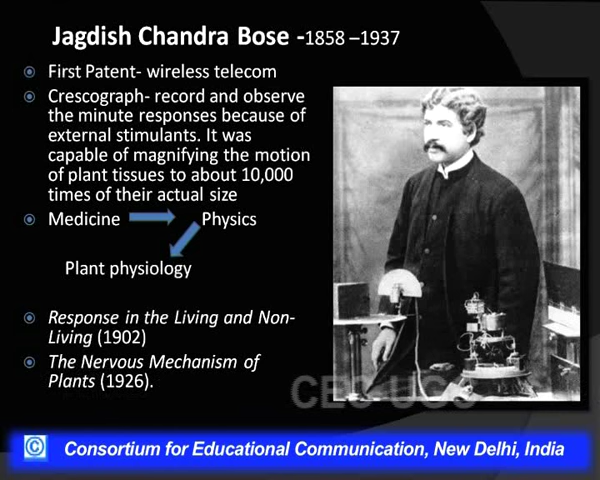 Jagdish Chandra Bose -1858 –1937
First Patent- wireless telecom
Crescograph- record and observe
the minute responses because of
external stimulants. It was
capable of magnifying the motion
of plant tissues to about 10,000
times of their actual size
Medicine Physics
Plant physiology
Response in the Living and Non-
Living (1902)
The Nervous Mechanism of
Plants (1926).
CEC-UGC
© Consortium for Educational Communication, New Delhi, India